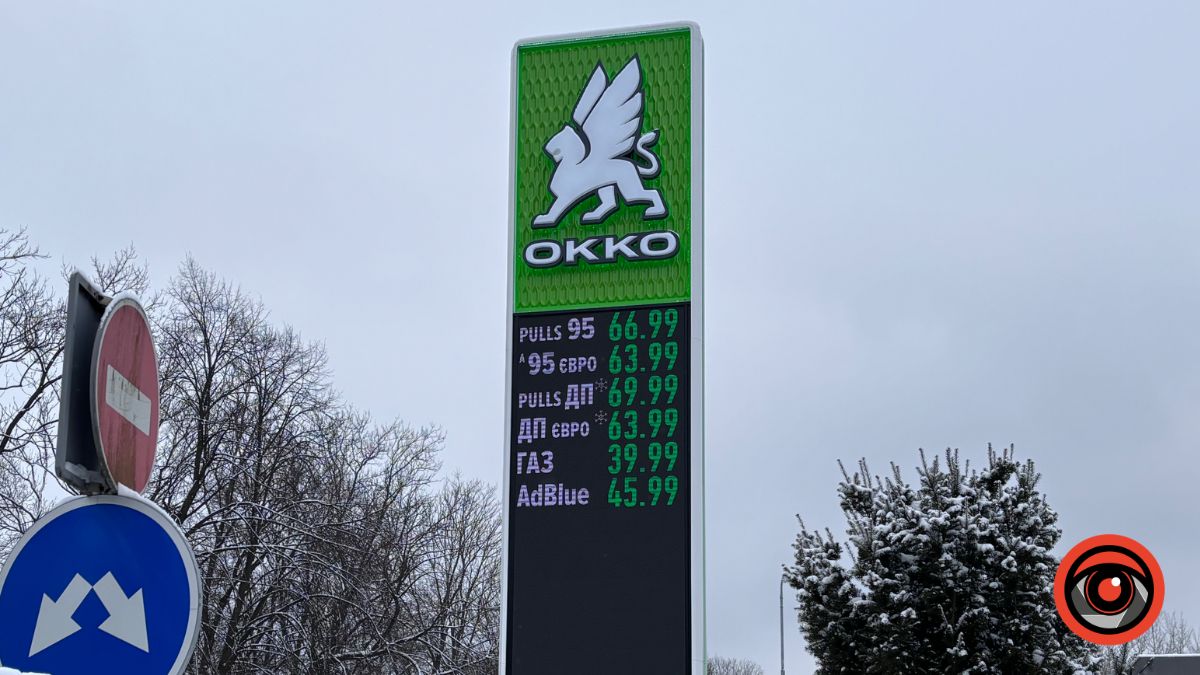 OKKO
PULLS 95 66.99
А95 ЄВРО 63.99
PULLS ДП* 69.99
ДП ЄВРО* 63.99
ГАЗ 39.99
AdBlue 45.99